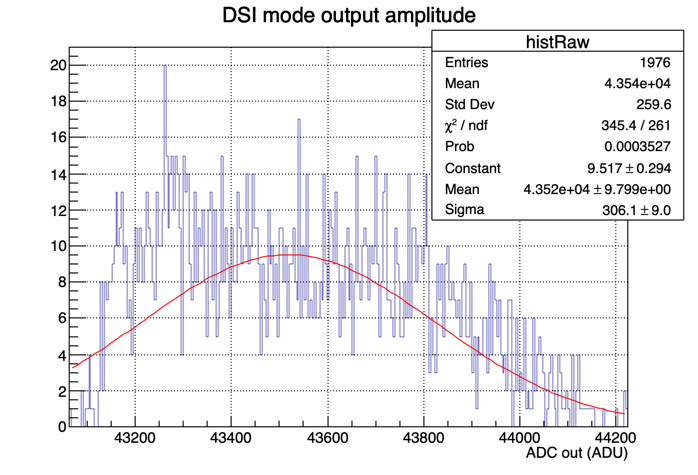 DSI mode output amplitude
histRaw
Entries 1976
Mean 4.354e+04
Std Dev 259.6
χ² / ndf 345.4 / 261
Prob 0.0003527
Constant 9.517 ± 0.294
Mean 4.352e+04 ± 9.799e+00
Sigma 306.1 ± 9.0
20
18
16
14
12
10
8
6
4
2
0
43200 43400 43600 43800 44000 44200
ADC out (ADU)